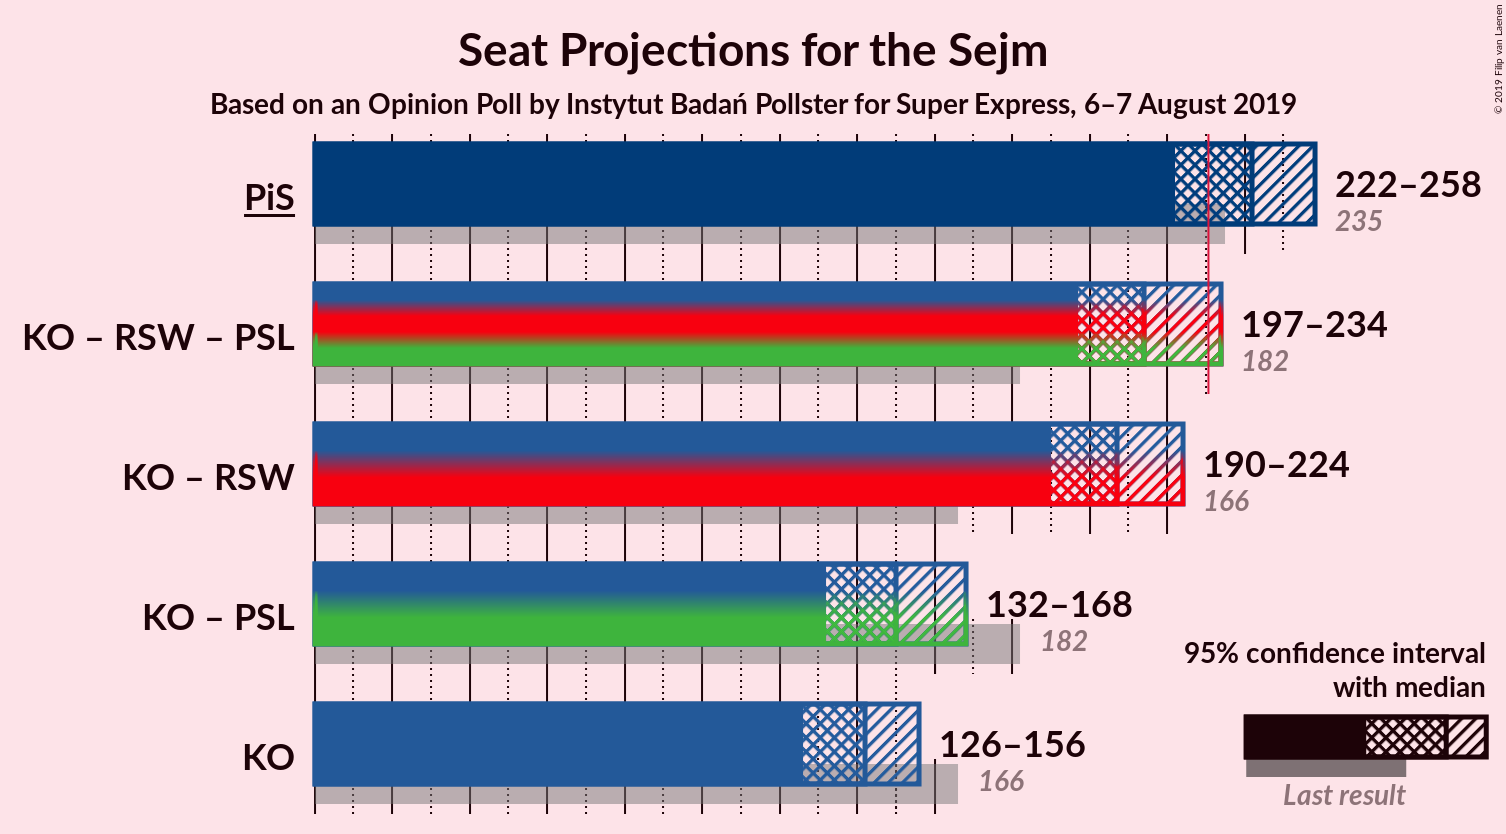 Seat Projections for the Sejm
Based on an Opinion Poll by Instytut Badań Pollster for Super Express, 6–7 August 2019
© 2019 Filip van Laenen
PiS
222–258
235
KO – RSW – PSL
197–234
182
KO – RSW
190–224
166
KO – PSL
132–168
182
KO
126–156
166
95% confidence interval
with median
Last result